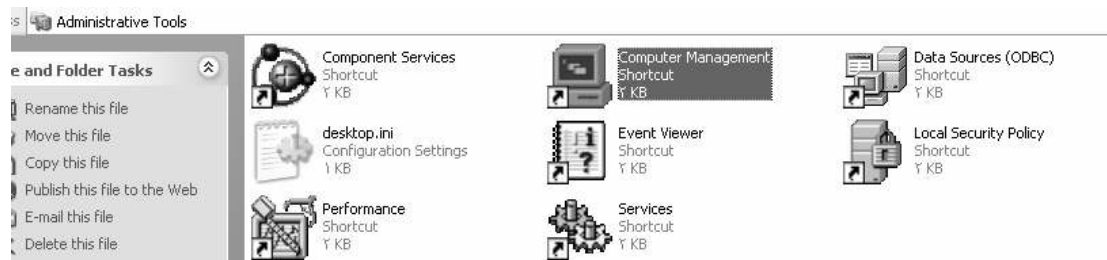 Administrative Tools
e and Folder Tasks
Rename this file
Move this file
Copy this file
Publish this file to the Web
E-mail this file
Delete this file
Component Services
Shortcut
۲ KB
Computer Management
Shortcut
۲ KB
Data Sources (ODBC)
Shortcut
۲ KB
desktop.ini
Configuration Settings
۱ KB
Event Viewer
Shortcut
۲ KB
Local Security Policy
Shortcut
۲ KB
Performance
Shortcut
۲ KB
Services
Shortcut
۲ KB